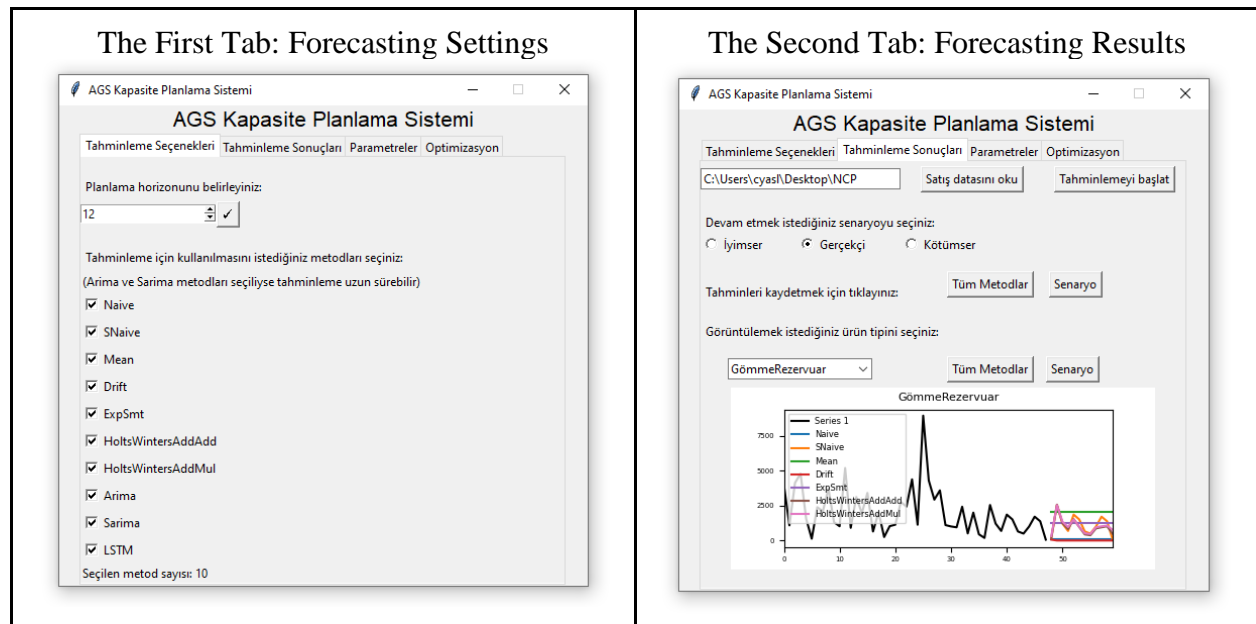 The First Tab: Forecasting Settings
AGS Kapasite Planlama Sistemi
AGS Kapasite Planlama Sistemi
Tahminleme Seçenekleri Tahminleme Sonuçları Parametreler Optimizasyon
Planlama horizonunu belirleyiniz:
12 ✓
Tahminleme için kullanılmasını istediğiniz metodları seçiniz:
(Arima ve Sarima metodları seçiliyse tahminleme uzun sürebilir)
Naive
SNaive
Mean
Drift
ExpSmt
HoltsWintersAddAdd
HoltsWintersAddMul
Arima
Sarima
LSTM
Seçilen metod sayısı: 10
The Second Tab: Forecasting Results
AGS Kapasite Planlama Sistemi
AGS Kapasite Planlama Sistemi
Tahminleme Seçenekleri Tahminleme Sonuçları Parametreler Optimizasyon
C:\Users\cyasl\Desktop\NCP Satış datasını oku Tahminlemeyi başlat
Devam etmek istediğiniz senaryoyu seçiniz:
İyimser Gerçekçi Kötümser
Tahminleri kaydetmek için tıklayınız: Tüm Metodlar Senaryo
Görüntülemek istediğiniz ürün tipini seçiniz:
GömmeRezervuar Tüm Metodlar Senaryo
GömmeRezervuar
Series 1
Naive
SNaive
Mean
Drift
ExpSmt
HoltsWintersAddAdd
HoltsWintersAddMul
7500
5000
2500
0
0 10 20 30 40 50